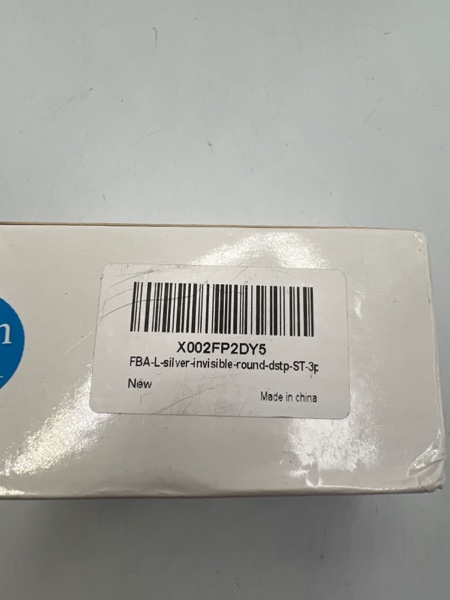 n
X002FP2DY5
FBA-L-silver-invisible-round-dstp-ST-3p
New
Made in china